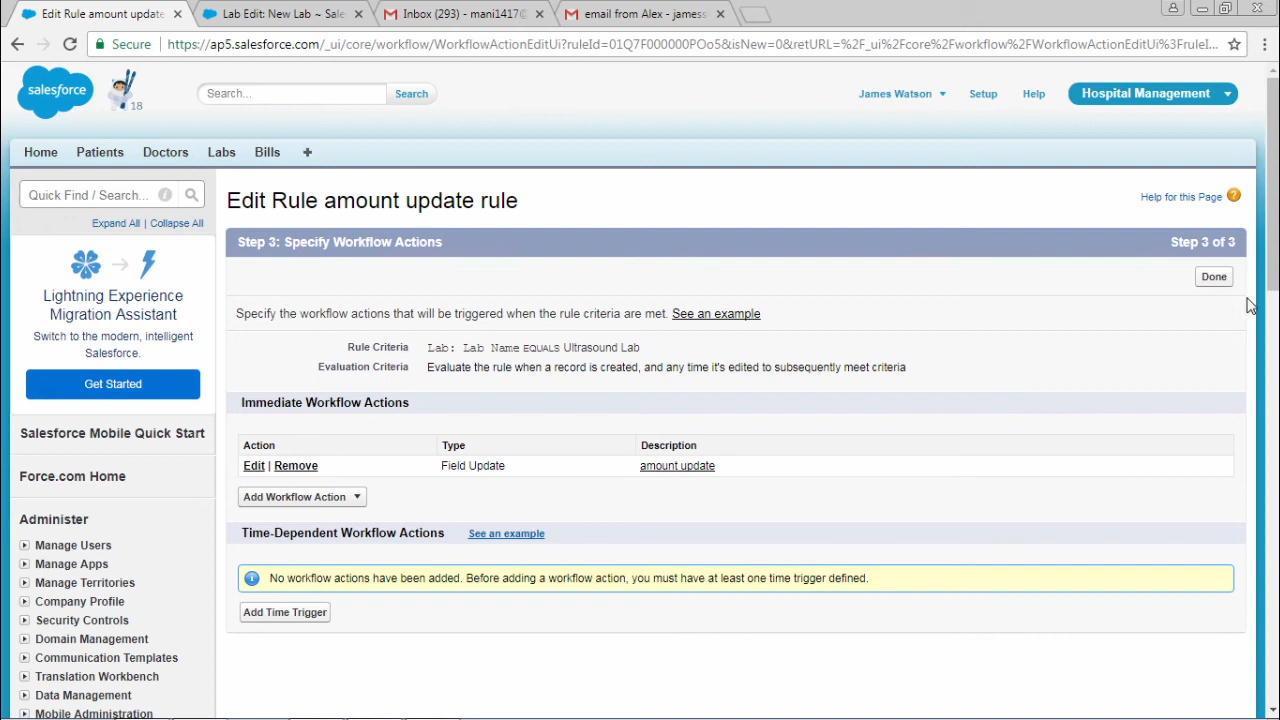 Edit Rule amount update
Lab Edit: New Lab ~ Sales
Inbox (293) - mani1417@
email from Alex - jamess
Secure
https://ap5.salesforce.com/_ui/core/workflow/WorkflowActionEditUi?ruleId=01Q7F000000POo5&isNew=0&retURL=%2F_ui%2Fcore%2Fworkflow%2FWorkflowActionEditUi%3FruleI...
salesforce
18
Search...
Search
James Watson
Setup
Help
Hospital Management
Home
Patients
Doctors
Labs
Bills
+
Quick Find / Search...
Expand All | Collapse All
Lightning Experience
Migration Assistant
Switch to the modern, intelligent
Salesforce.
Get Started
Salesforce Mobile Quick Start
Force.com Home
Administer
Manage Users
Manage Apps
Manage Territories
Company Profile
Security Controls
Domain Management
Communication Templates
Translation Workbench
Data Management
Mobile Administration
Edit Rule amount update rule
Help for this Page
Step 3: Specify Workflow Actions
Step 3 of 3
Done
Specify the workflow actions that will be triggered when the rule criteria are met. See an example
Rule Criteria
Lab: Lab Name EQUALS Ultrasound Lab
Evaluation Criteria
Evaluate the rule when a record is created, and any time it's edited to subsequently meet criteria
Immediate Workflow Actions
Action
Type
Description
Edit | Remove
Field Update
amount update
Add Workflow Action
Time-Dependent Workflow Actions
See an example
No workflow actions have been added. Before adding a workflow action, you must have at least one time trigger defined.
Add Time Trigger